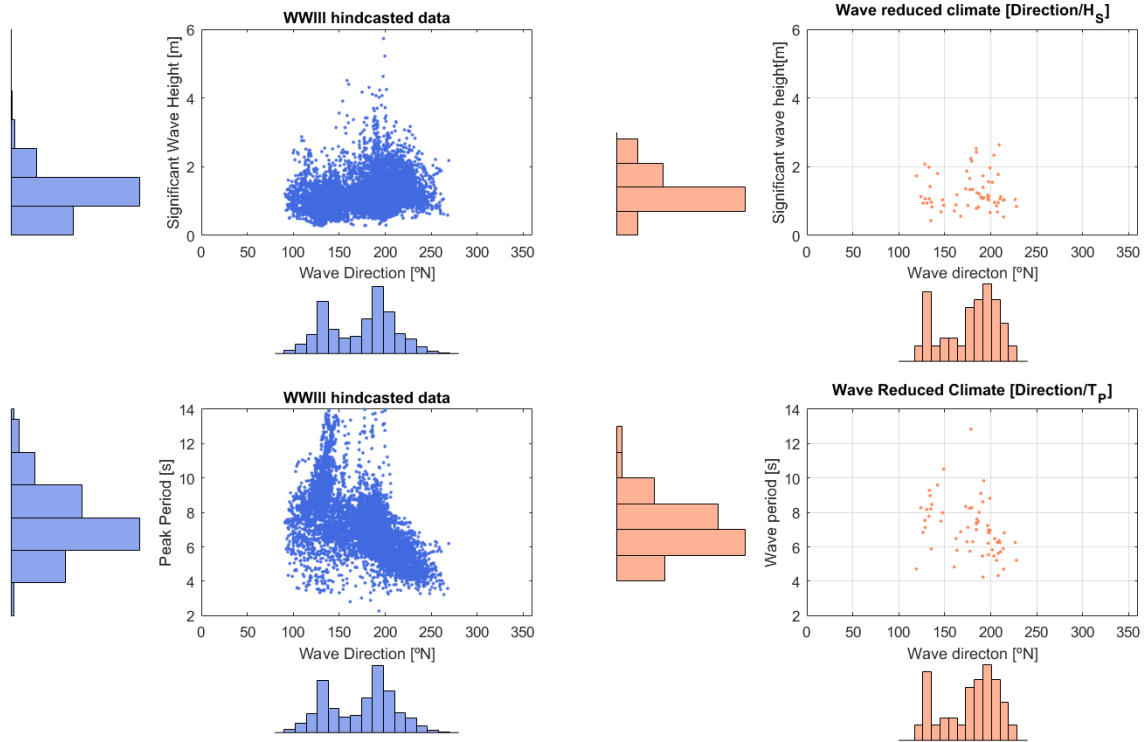 WWIII hindcasted data
Significant Wave Height [m]
6
4
2
0
0 50 100 150 200 250 300 350
Wave Direction [ºN]
Wave reduced climate [Direction/H_S]
Significant wave height[m]
6
4
2
0
0 50 100 150 200 250 300 350
Wave directon [ºN]
WWIII hindcasted data
Peak Period [s]
14
12
10
8
6
4
2
0 50 100 150 200 250 300 350
Wave Direction [ºN]
Wave Reduced Climate [Direction/T_P]
Wave period [s]
14
12
10
8
6
4
2
0 50 100 150 200 250 300 350
Wave directon [ºN]